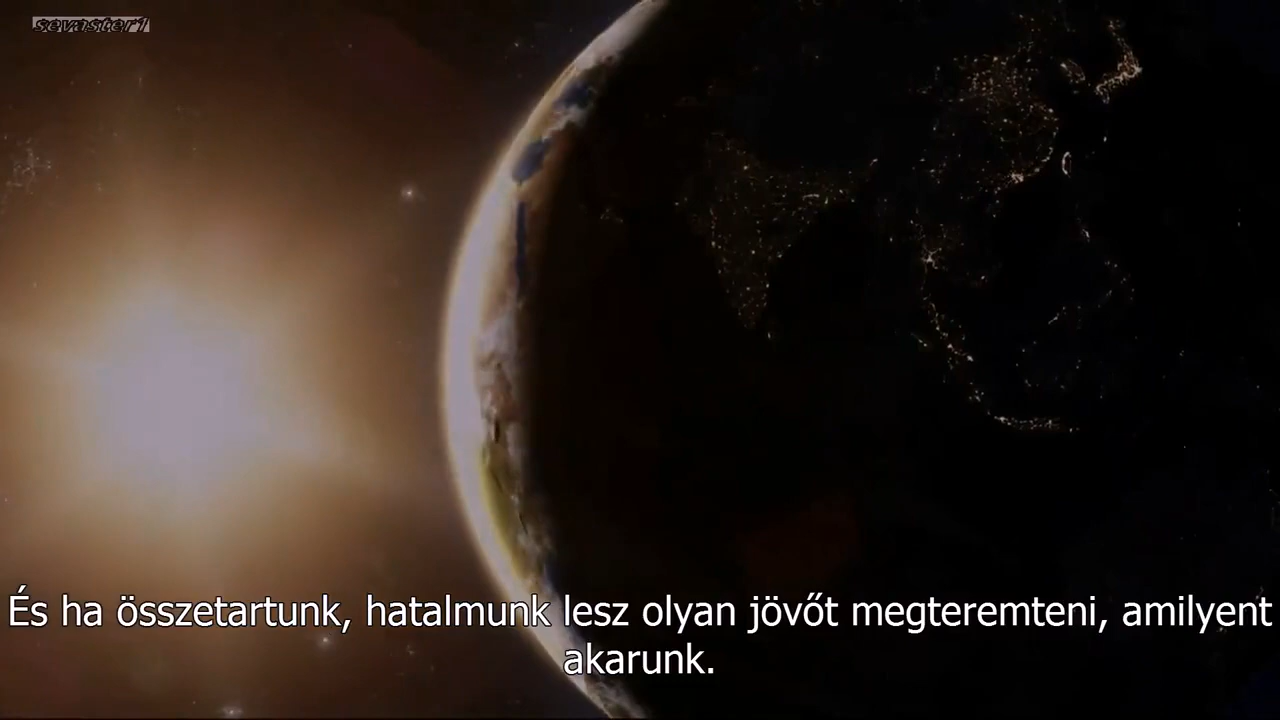 sevaster1
És ha összetartunk, hatalmunk lesz olyan jövőt megteremteni, amilyent
akarunk.